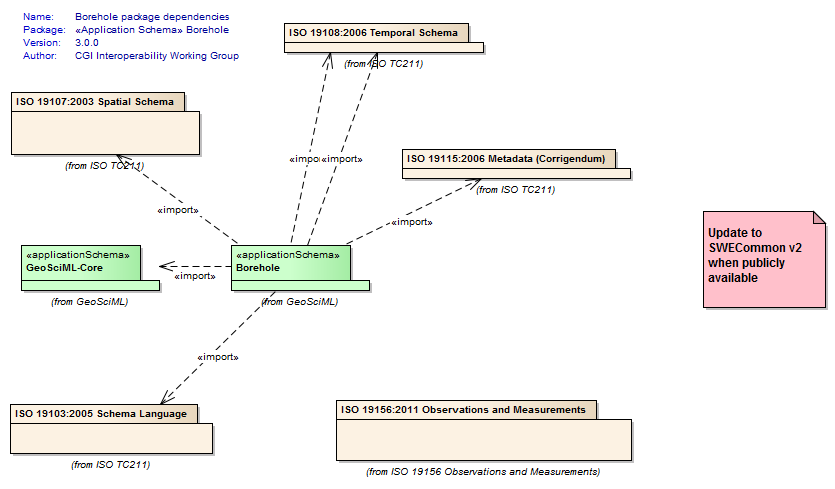 Name: Borehole package dependencies
Package: «Application Schema» Borehole
Version: 3.0.0
Author: CGI Interoperability Working Group
ISO 19108:2006 Temporal Schema
(from ISO TC211)
ISO 19107:2003 Spatial Schema
(from ISO TC211)
«impo
«import»
ISO 19115:2006 Metadata (Corrigendum)
(from ISO TC211)
«import»
«import»
Update to
SWECommon v2
when publicly
available
«applicationSchema»
GeoSciML-Core
(from GeoSciML)
«import»
«applicationSchema»
Borehole
(from GeoSciML)
«import»
ISO 19103:2005 Schema Language
(from ISO TC211)
ISO 19156:2011 Observations and Measurements
(from ISO 19156 Observations and Measurements)